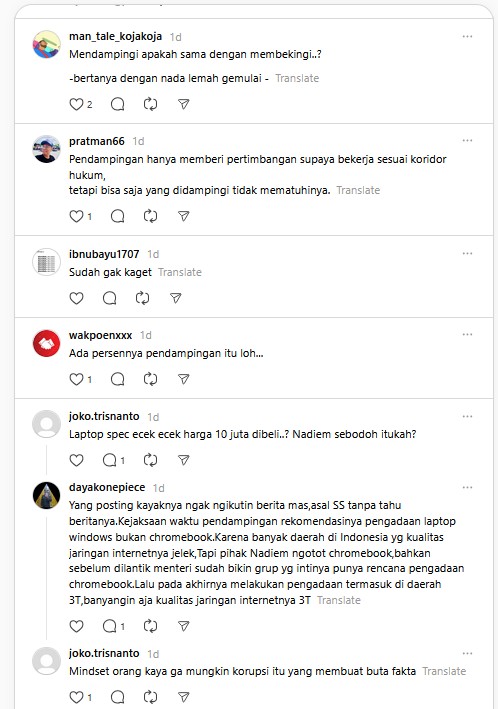 man_tale_kojakoja 1d
Mendampingi apakah sama dengan membekingi..?
-bertanya dengan nada lemah gemulai - Translate
2
pratman66 1d
Pendampingan hanya memberi pertimbangan supaya bekerja sesuai koridor
hukum,
tetapi bisa saja yang didampingi tidak mematuhinya. Translate
1
ibnubayu1707 1d
Sudah gak kaget Translate
wakpoenxxx 1d
Ada persennya pendampingan itu loh...
1
joko.trisnanto 1d
Laptop spec ecek ecek harga 10 juta dibeli..? Nadiem sebodoh itukah?
1
dayakonepiece 1d
Yang posting kayaknya ngak ngikutin berita mas,asal SS tanpa tahu
beritanya.Kejaksaan waktu pendampingan rekomendasinya pengadaan laptop
windows bukan chromebook.Karena banyak daerah di Indonesia yg kualitas
jaringan internetnya jelek,Tapi pihak Nadiem ngotot chromebook,bahkan
sebelum dilantik menteri sudah bikin grup yg intinya punya rencana pengadaan
chromebook.Lalu pada akhirnya melakukan pengadaan termasuk di daerah
3T,banyangin aja kualitas jaringan internetnya 3T Translate
1
joko.trisnanto 1d
Mindset orang kaya ga mungkin korupsi itu yang membuat buta fakta Translate
1